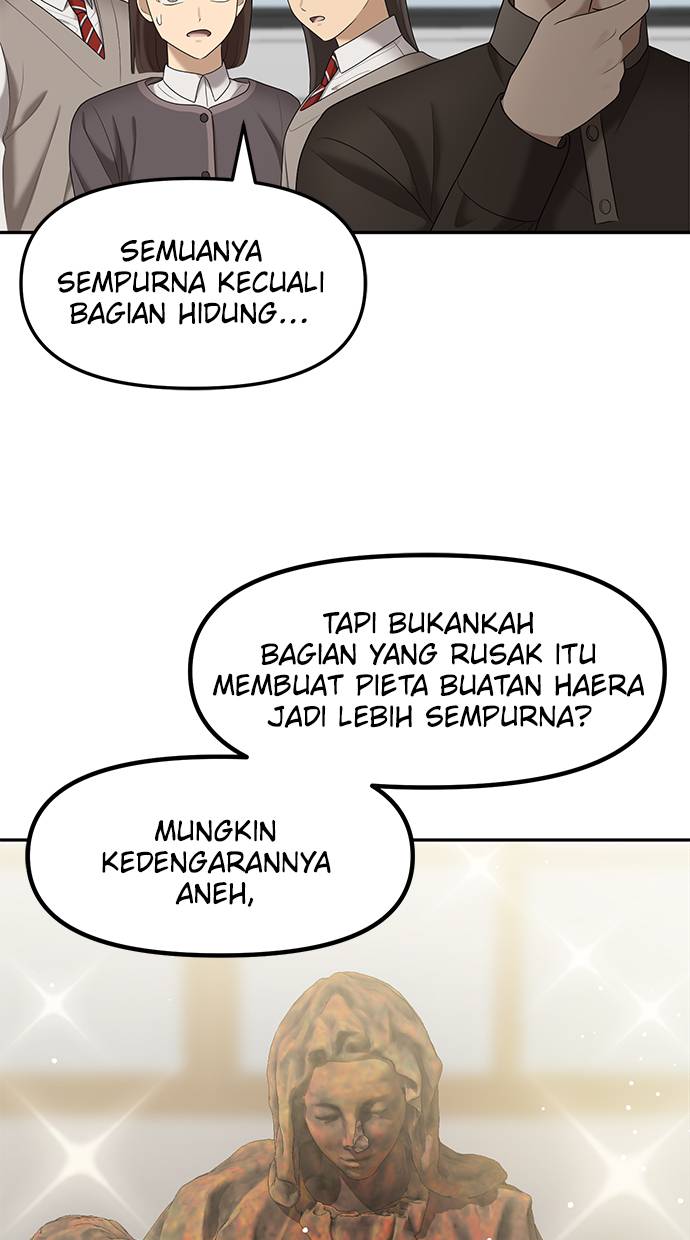 SEMUANYA
SEMPURNA KECUALI
BAGIAN HIDUNG...
TAPI BUKANKAH
BAGIAN YANG RUSAK ITU
MEMBUAT PIETA BUATAN HAERA
JADI LEBIH SEMPURNA?
MUNGKIN
KEDENGARANNYA
ANEH,